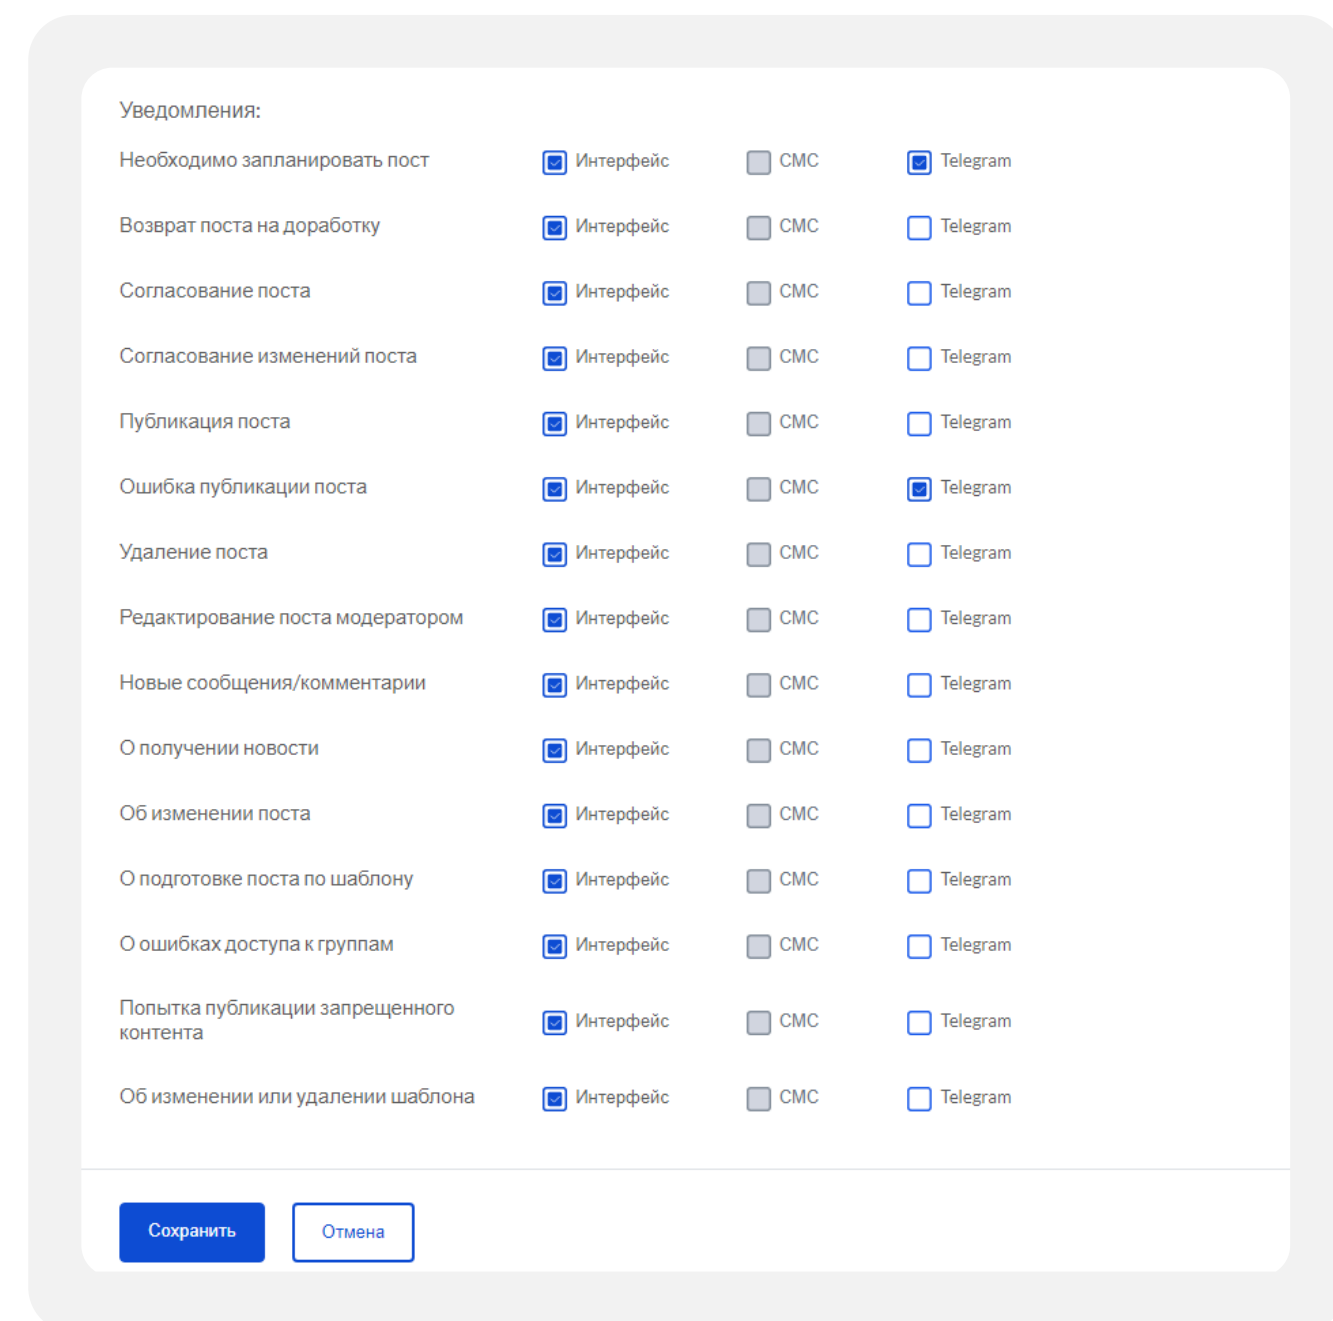 Уведомления:
Необходимо запланировать пост Интерфейс СМС Telegram
Возврат поста на доработку Интерфейс СМС Telegram
Согласование поста Интерфейс СМС Telegram
Согласование изменений поста Интерфейс СМС Telegram
Публикация поста Интерфейс СМС Telegram
Ошибка публикации поста Интерфейс СМС Telegram
Удаление поста Интерфейс СМС Telegram
Редактирование поста модератором Интерфейс СМС Telegram
Новые сообщения/комментарии Интерфейс СМС Telegram
О получении новости Интерфейс СМС Telegram
Об изменении поста Интерфейс СМС Telegram
О подготовке поста по шаблону Интерфейс СМС Telegram
О ошибках доступа к группам Интерфейс СМС Telegram
Попытка публикации запрещенного
контента Интерфейс СМС Telegram
Об изменении или удалении шаблона Интерфейс СМС Telegram
Сохранить Отмена